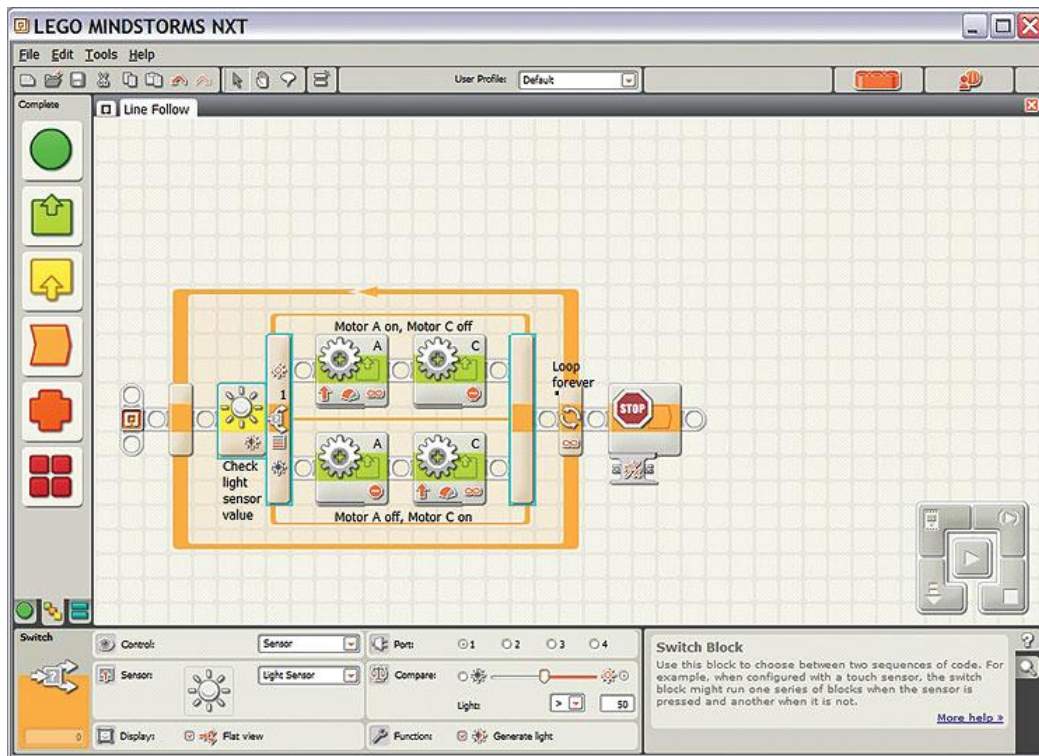 LEGO MINDSTORMS NXT
File Edit Tools Help
User Profile: Default
Complete
Line Follow
Motor A on, Motor C off
A
C
Loop
forever
1
STOP
A
C
Check
light
sensor
value
Motor A off, Motor C on
Switch
Control: Sensor
Port: 1 2 3 4
Sensor: Light Sensor
Compare:
Light: > 50
0
Display: Flat view
Function: Generate light
Switch Block
Use this block to choose between two sequences of code. For
example, when configured with a touch sensor, the switch
block might run one series of blocks when the sensor is
pressed and another when it is not.
More help »